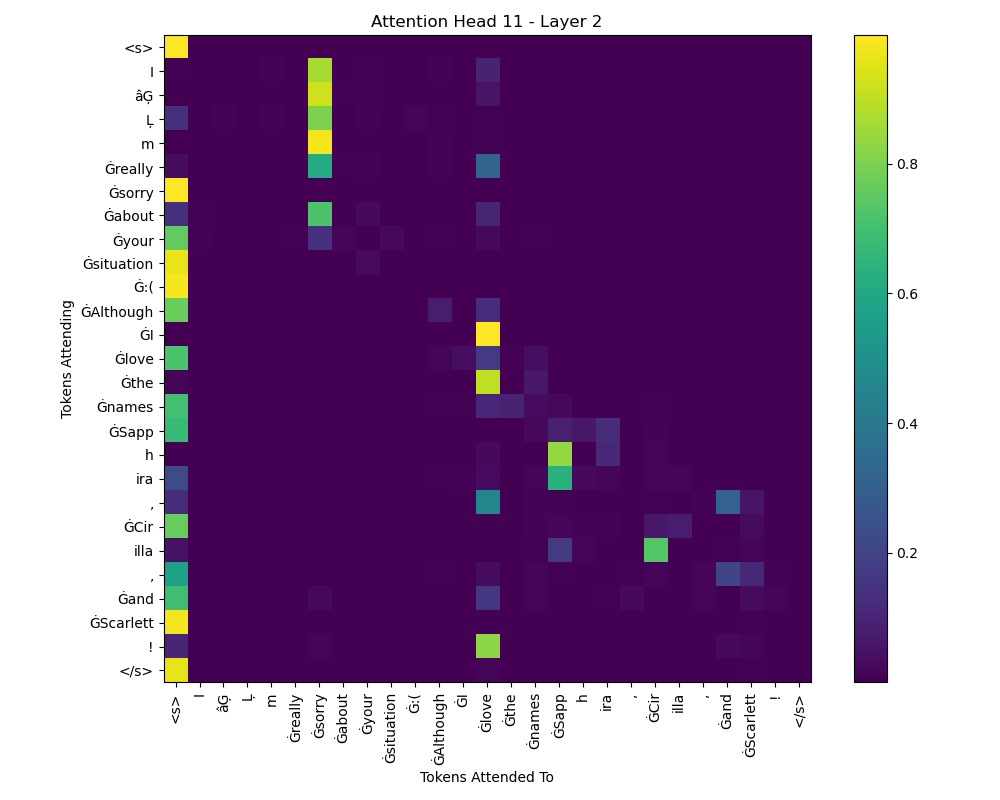 Attention Head 11 - Layer 2
Tokens Attending
<s>
I
âĢ
Ļ
m
Ġreally
Ġsorry
Ġabout
Ġyour
Ġsituation
Ġ:(
ĠAlthough
ĠI
Ġlove
Ġthe
Ġnames
ĠSapp
h
ira
,
ĠCir
illa
,
Ġand
ĠScarlett
!
</s>
<s>
I
âĢ
Ļ
m
Ġreally
Ġsorry
Ġabout
Ġyour
Ġsituation
Ġ:(
ĠAlthough
ĠI
Ġlove
Ġthe
Ġnames
ĠSapp
h
ira
,
ĠCir
illa
,
Ġand
ĠScarlett
!
</s>
Tokens Attended To
0.8
0.6
0.4
0.2